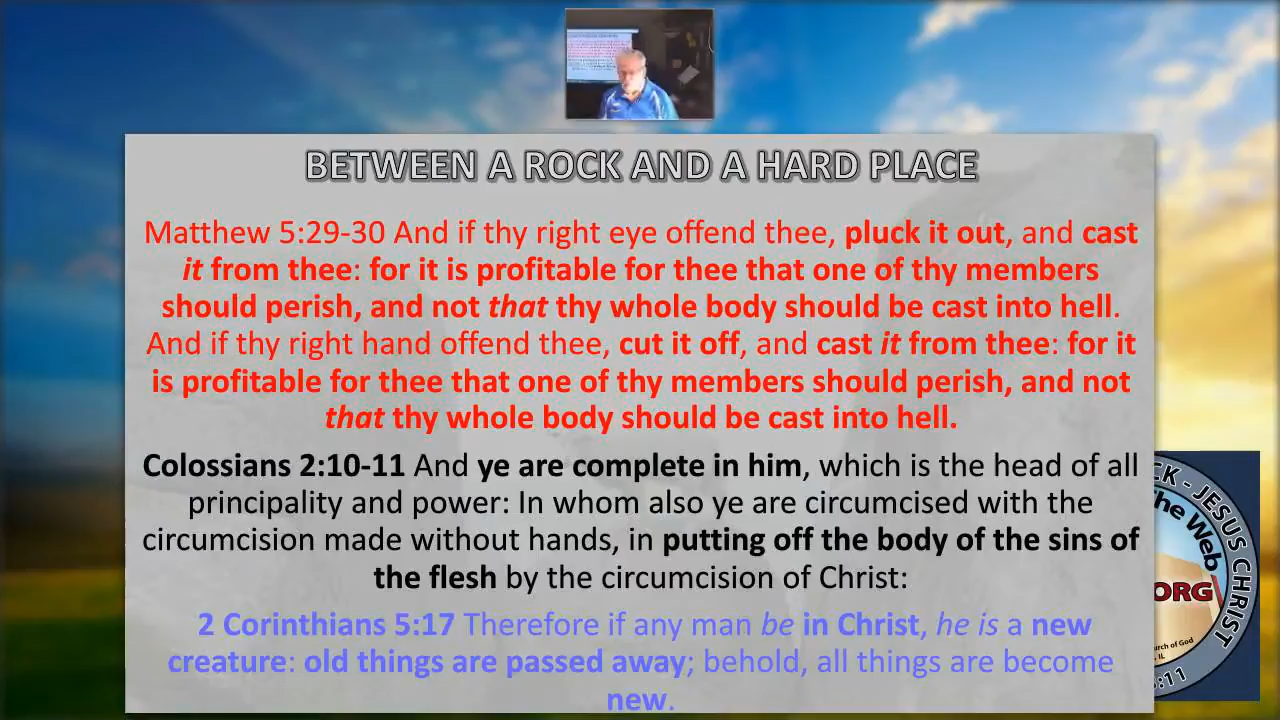 BETWEEN A ROCK AND A HARD PLACE
Matthew 5:29-30 And if thy right eye offend thee, pluck it out, and cast
it from thee: for it is profitable for thee that one of thy members
should perish, and not that thy whole body should be cast into hell.
And if thy right hand offend thee, cut it off, and cast it from thee: for it
is profitable for thee that one of thy members should perish, and not
that thy whole body should be cast into hell.
Colossians 2:10-11 And ye are complete in him, which is the head of all
principality and power: In whom also ye are circumcised with the
circumcision made without hands, in putting off the body of the sins of
the flesh by the circumcision of Christ:
2 Corinthians 5:17 Therefore if any man be in Christ, he is a new
creature: old things are passed away; behold, all things are become
new.
CK - JESUS CHRIST
he Web
ORG
urch of God
, IL
:11